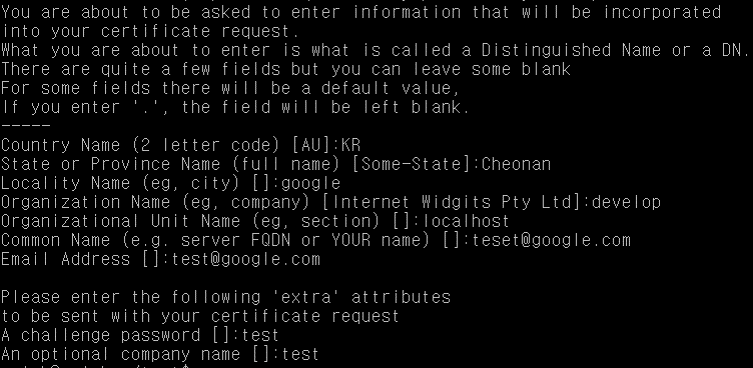 You are about to be asked to enter information that will be incorporated
into your certificate request.
What you are about to enter is what is called a Distinguished Name or a DN.
There are quite a few fields but you can leave some blank
For some fields there will be a default value,
If you enter '.', the field will be left blank.
-----
Country Name (2 letter code) [AU]:KR
State or Province Name (full name) [Some-State]:Cheonan
Locality Name (eg, city) []:google
Organization Name (eg, company) [Internet Widgits Pty Ltd]:develop
Organizational Unit Name (eg, section) []:localhost
Common Name (e.g. server FQDN or YOUR name) []:teset@google.com
Email Address []:test@google.com
Please enter the following 'extra' attributes
to be sent with your certificate request
A challenge password []:test
An optional company name []:test